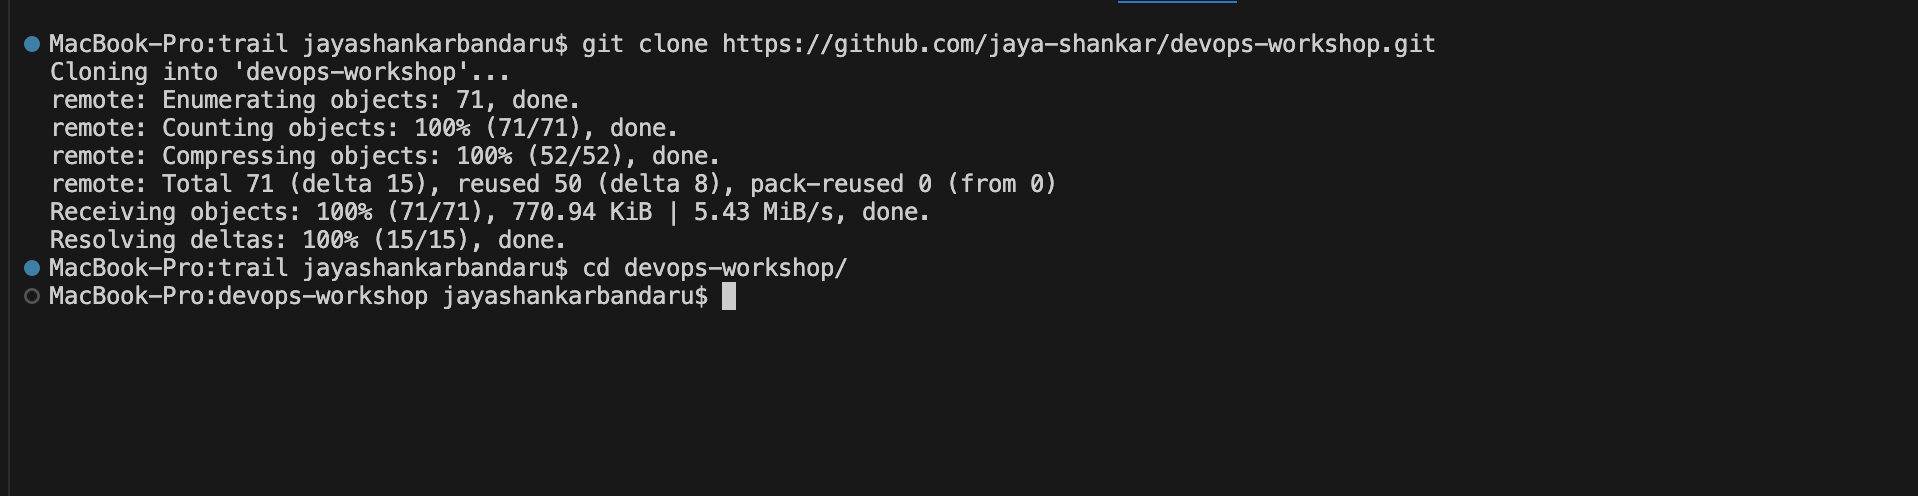 MacBook-Pro:trail jayashankarbandaru$ git clone https://github.com/jaya-shankar/devops-workshop.git
Cloning into 'devops-workshop'...
remote: Enumerating objects: 71, done.
remote: Counting objects: 100% (71/71), done.
remote: Compressing objects: 100% (52/52), done.
remote: Total 71 (delta 15), reused 50 (delta 8), pack-reused 0 (from 0)
Receiving objects: 100% (71/71), 770.94 KiB | 5.43 MiB/s, done.
Resolving deltas: 100% (15/15), done.
MacBook-Pro:trail jayashankarbandaru$ cd devops-workshop/
MacBook-Pro:devops-workshop jayashankarbandaru$